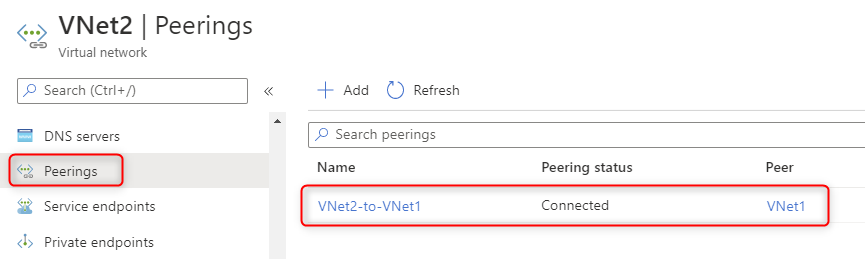 VNet2 | Peerings
Virtual network
Search (Ctrl+/)
«
+ Add Refresh
DNS servers
Search peerings
Peerings
Name Peering status Peer
Service endpoints
VNet2-to-VNet1 Connected VNet1
Private endpoints